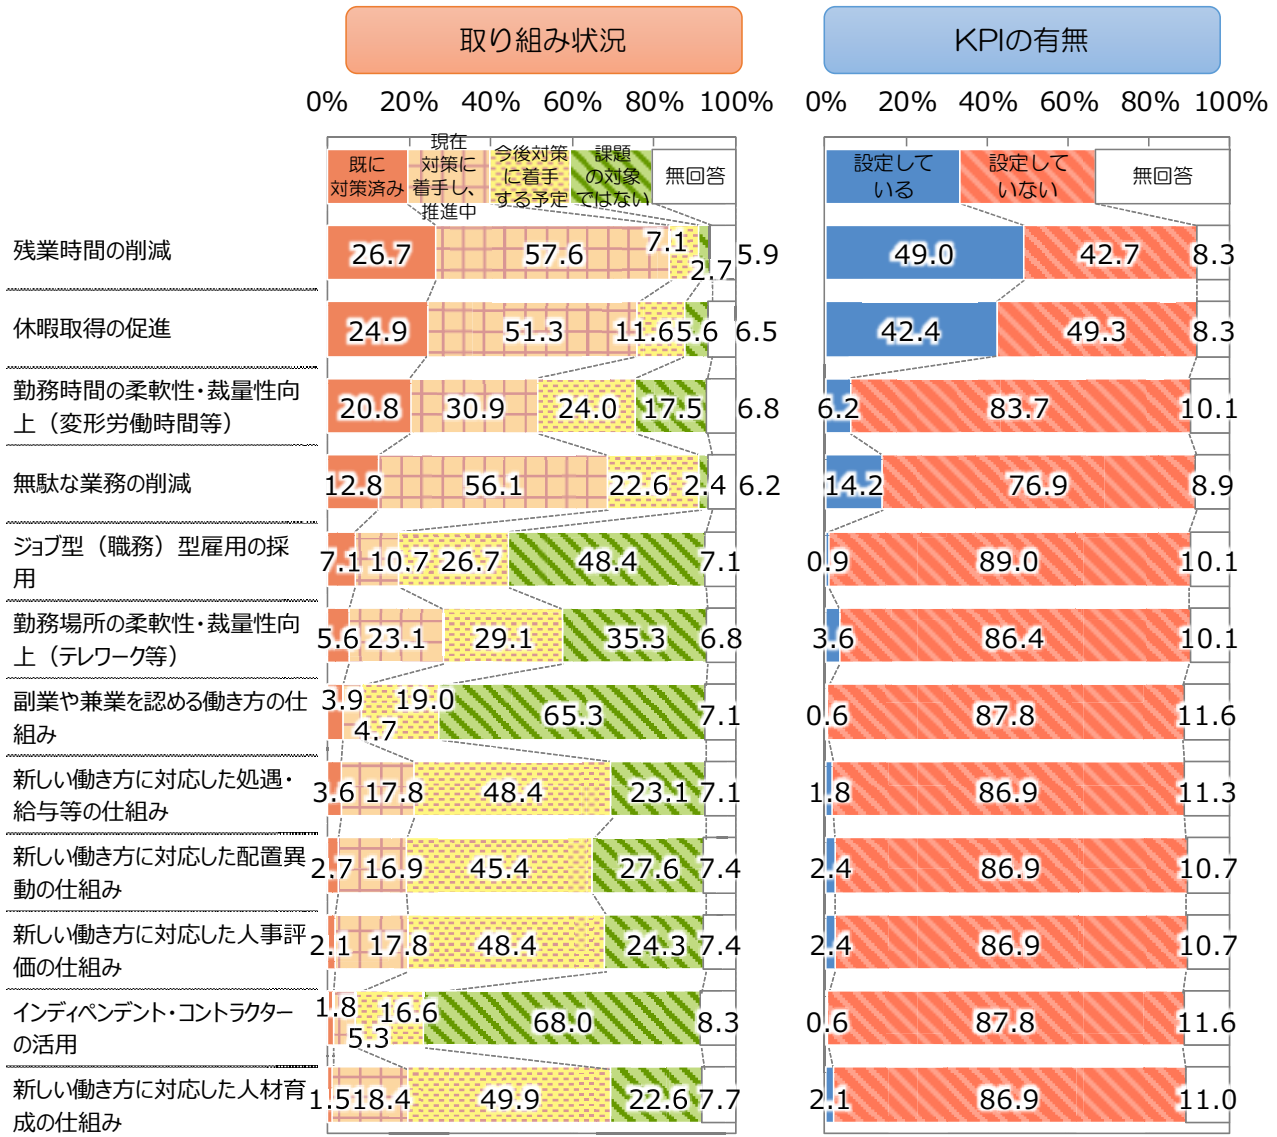 取り組み状況
KPIの有無
0% 20% 40% 60% 80% 100%
0% 20% 40% 60% 80% 100%
既に
対策済み
現在
対策に
着手し、
推進中
今後対策
に着手
する予定
課題
の対象
ではない
無回答
設定して
いる
設定して
いない
無回答
残業時間の削減
26.7 57.6 7.1 2.7 5.9
49.0 42.7 8.3
休暇取得の促進
24.9 51.3 11.6 5.6 6.5
42.4 49.3 8.3
勤務時間の柔軟性・裁量性向
上（変形労働時間等）
20.8 30.9 24.0 17.5 6.8
6.2 83.7 10.1
無駄な業務の削減
12.8 56.1 22.6 2.4 6.2
14.2 76.9 8.9
ジョブ型（職務）型雇用の採
用
7.1 10.7 26.7 48.4 7.1
0.9 89.0 10.1
勤務場所の柔軟性・裁量性向
上（テレワーク等）
5.6 23.1 29.1 35.3 6.8
3.6 86.4 10.1
副業や兼業を認める働き方の仕
組み
3.9 4.7 19.0 65.3 7.1
0.6 87.8 11.6
新しい働き方に対応した処遇・
給与等の仕組み
3.6 17.8 48.4 23.1 7.1
1.8 86.9 11.3
新しい働き方に対応した配置異
動の仕組み
2.7 16.9 45.4 27.6 7.4
2.4 86.9 10.7
新しい働き方に対応した人事評
価の仕組み
2.1 17.8 48.4 24.3 7.4
2.4 86.9 10.7
インディペンデント・コントラクター
の活用
1.8 5.3 16.6 68.0 8.3
0.6 87.8 11.6
新しい働き方に対応した人材育
成の仕組み
1.5 18.4 49.9 22.6 7.7
2.1 86.9 11.0